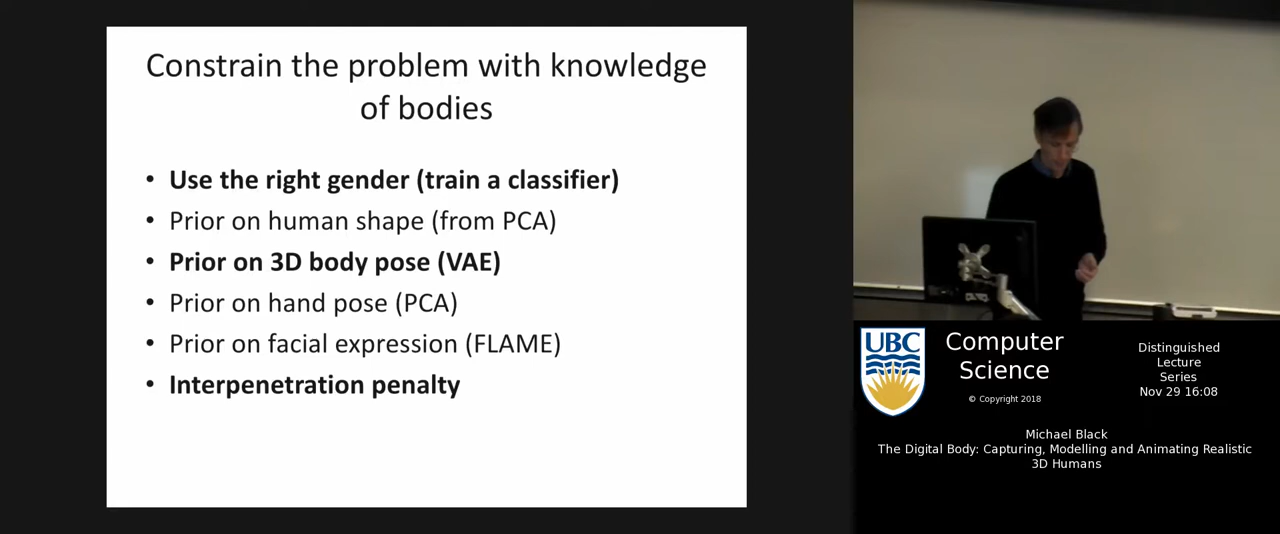 Constrain the problem with knowledge
of bodies
• Use the right gender (train a classifier)
• Prior on human shape (from PCA)
• Prior on 3D body pose (VAE)
• Prior on hand pose (PCA)
• Prior on facial expression (FLAME)
• Interpenetration penalty
UBC
Computer
Science
© Copyright 2018
Distinguished
Lecture
Series
Nov 29 16:08
Michael Black
The Digital Body: Capturing, Modelling and Animating Realistic
3D Humans